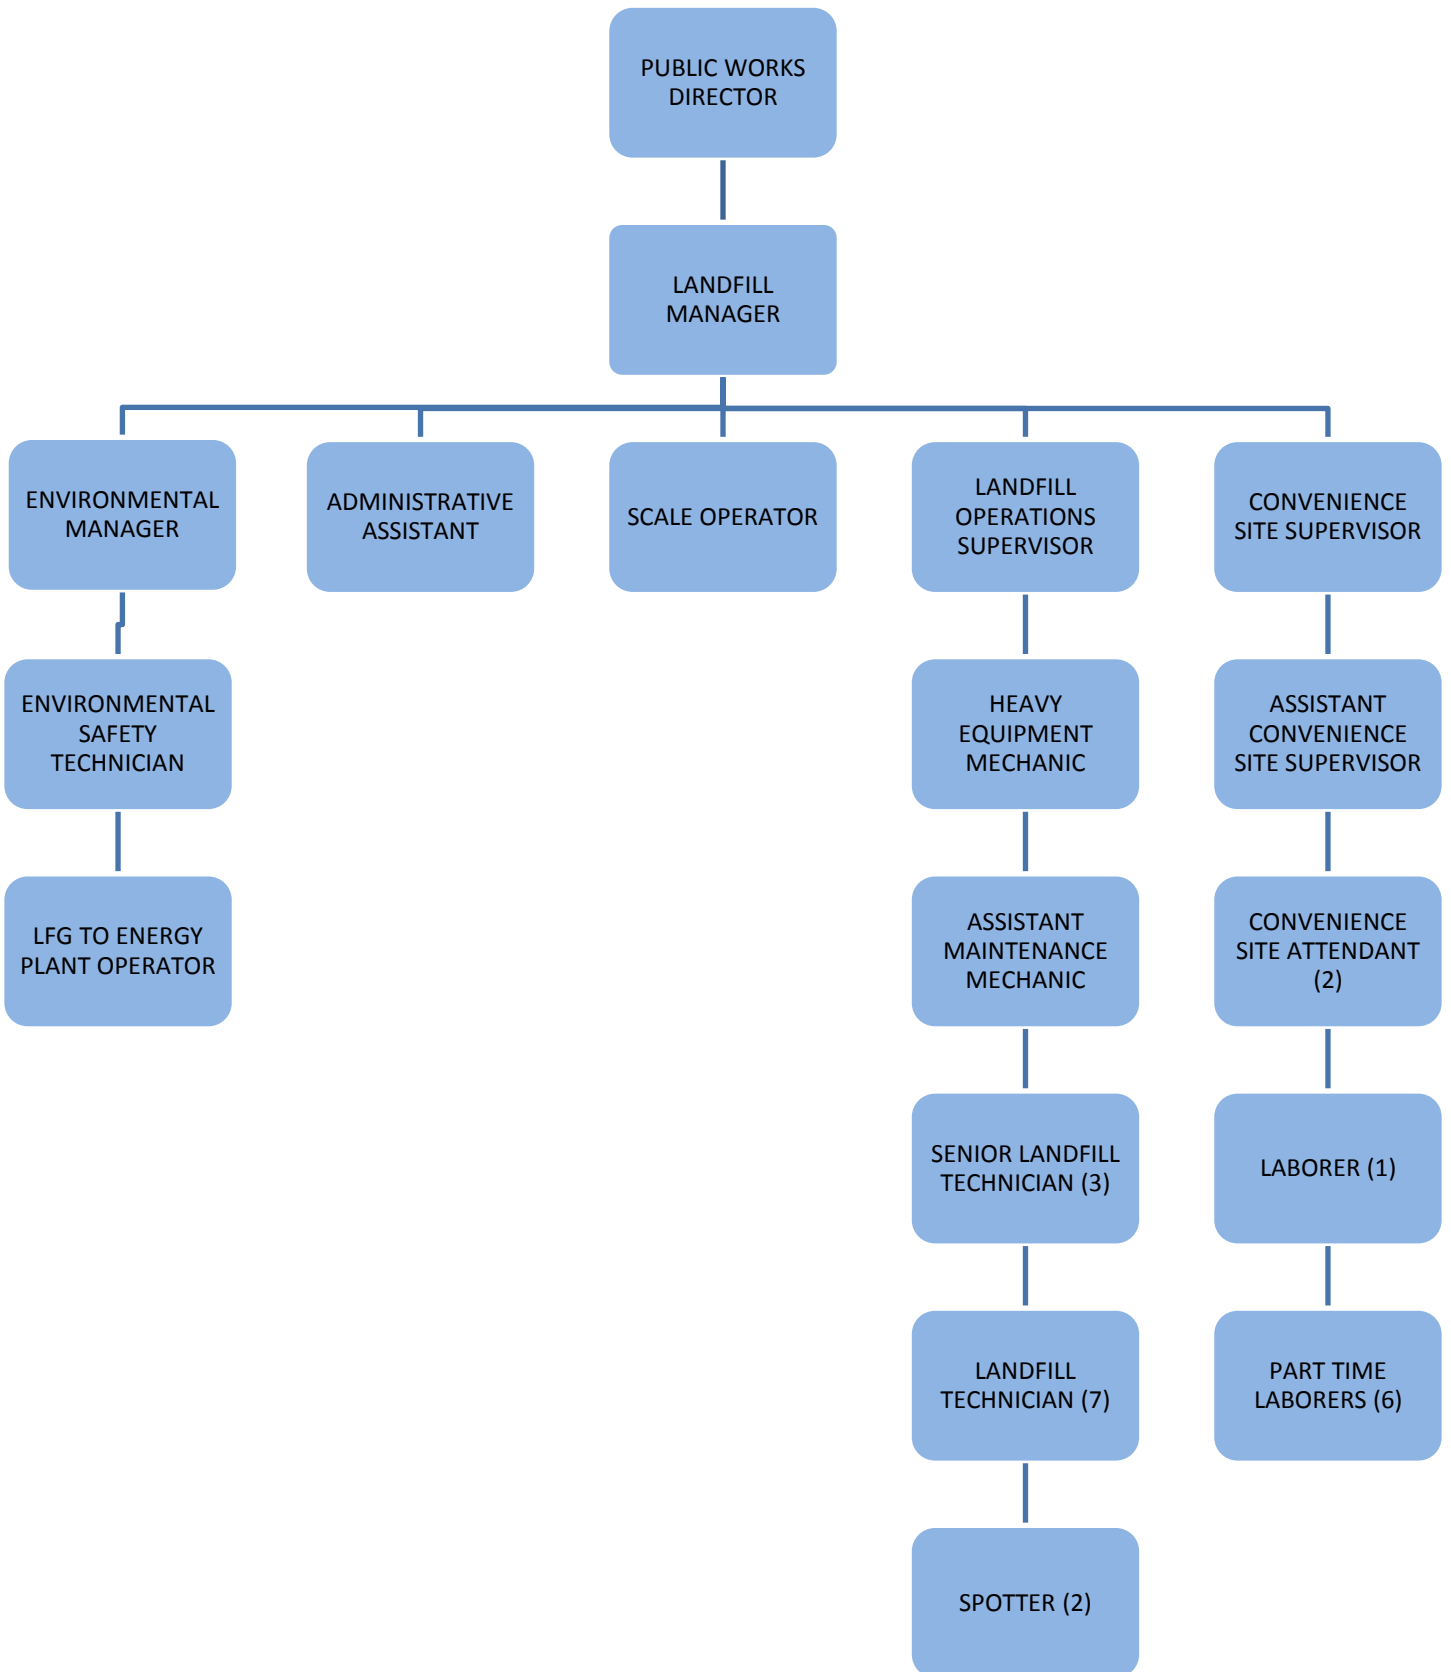 PUBLIC WORKS
DIRECTOR
LANDFILL
MANAGER
ENVIRONMENTAL
MANAGER
ADMINISTRATIVE
ASSISTANT
SCALE OPERATOR
LANDFILL
OPERATIONS
SUPERVISOR
CONVENIENCE
SITE SUPERVISOR
ENVIRONMENTAL
SAFETY
TECHNICIAN
HEAVY
EQUIPMENT
MECHANIC
ASSISTANT
CONVENIENCE
SITE SUPERVISOR
LFG TO ENERGY
PLANT OPERATOR
ASSISTANT
MAINTENANCE
MECHANIC
CONVENIENCE
SITE ATTENDANT
(2)
SENIOR LANDFILL
TECHNICIAN (3)
LABORER (1)
LANDFILL
TECHNICIAN (7)
PART TIME
LABORERS (6)
SPOTTER (2)